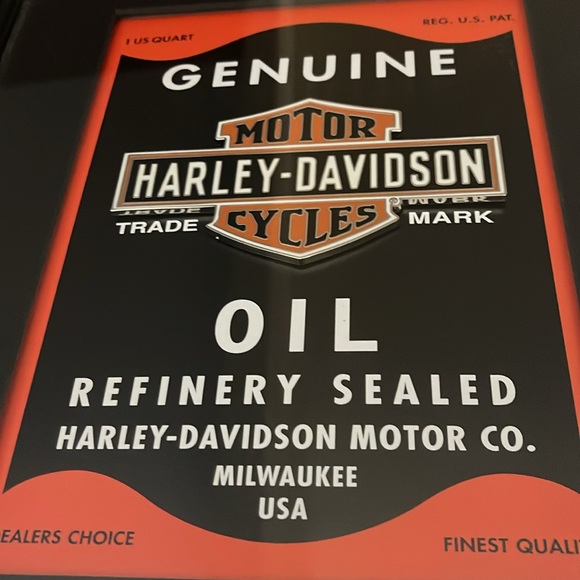 1 US QUART
REG. U.S. PAT.
GENUINE
MOTOR
HARLEY-DAVIDSON
CYCLES
TRADE MARK
OIL
REFINERY SEALED
HARLEY-DAVIDSON MOTOR CO.
MILWAUKEE
USA
EALERS CHOICE
FINEST QUALI